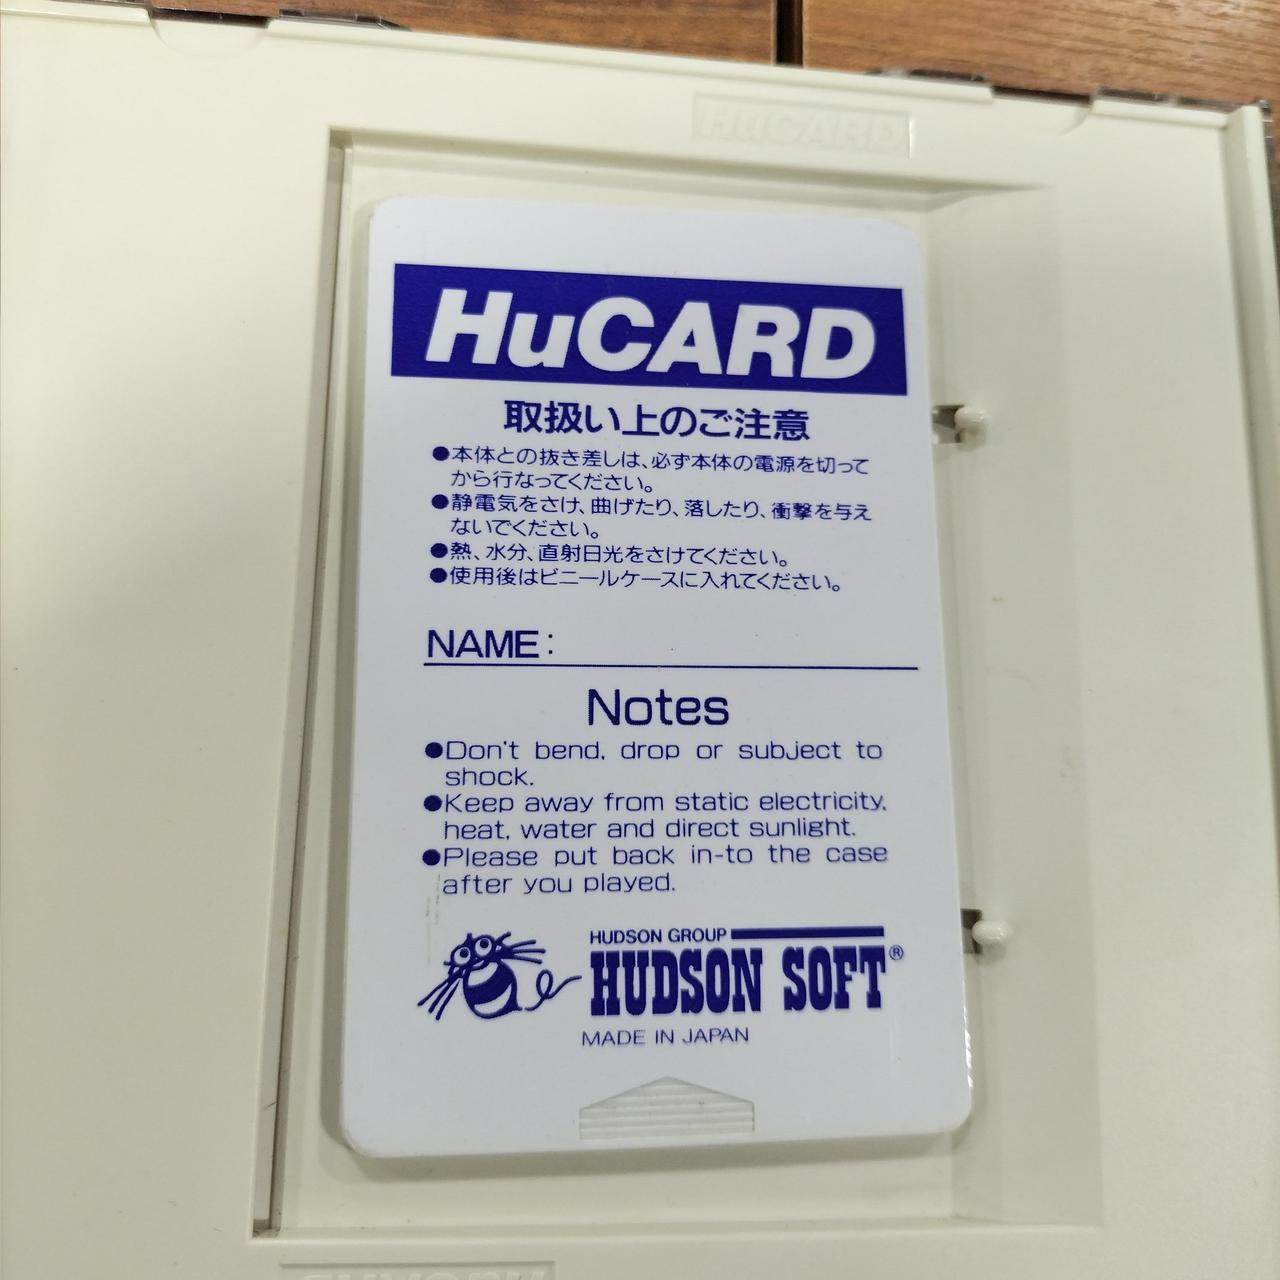 HuCARD
HuCARD
取扱い上のご注意
●本体との抜き差しは、必ず本体の電源を切って
から行なってください。
●静電気をさけ、曲げたり、落したり、衝撃を与え
ないでください。
●熱、水分、直射日光をさけてください。
●使用後はビニールケースに入れてください。
NAME:
Notes
●Don't bend, drop or subject to
shock.
●Keep away from static electricity,
heat, water and direct sunlight.
●Please put back in-to the case
after you played.
HUDSON GROUP
HUDSON SOFT®
MADE IN JAPAN